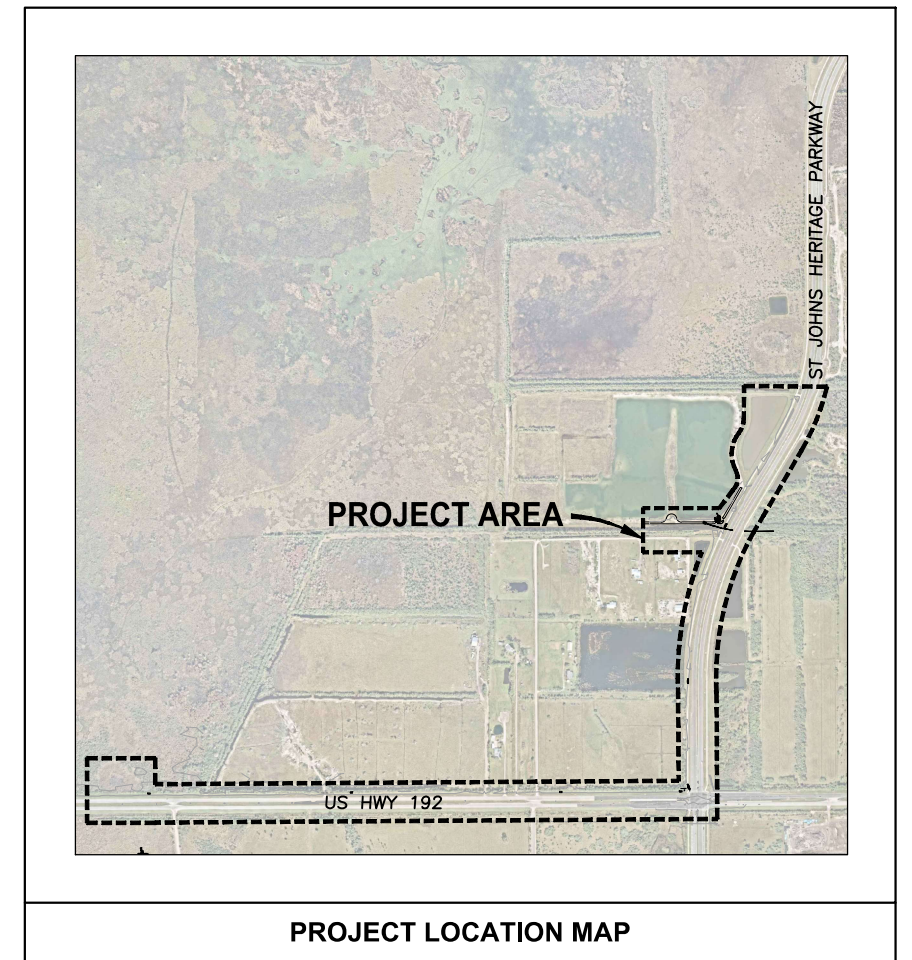 ST JOHNS HERITAGE PARKWAY
PROJECT AREA
US HWY 192
PROJECT LOCATION MAP